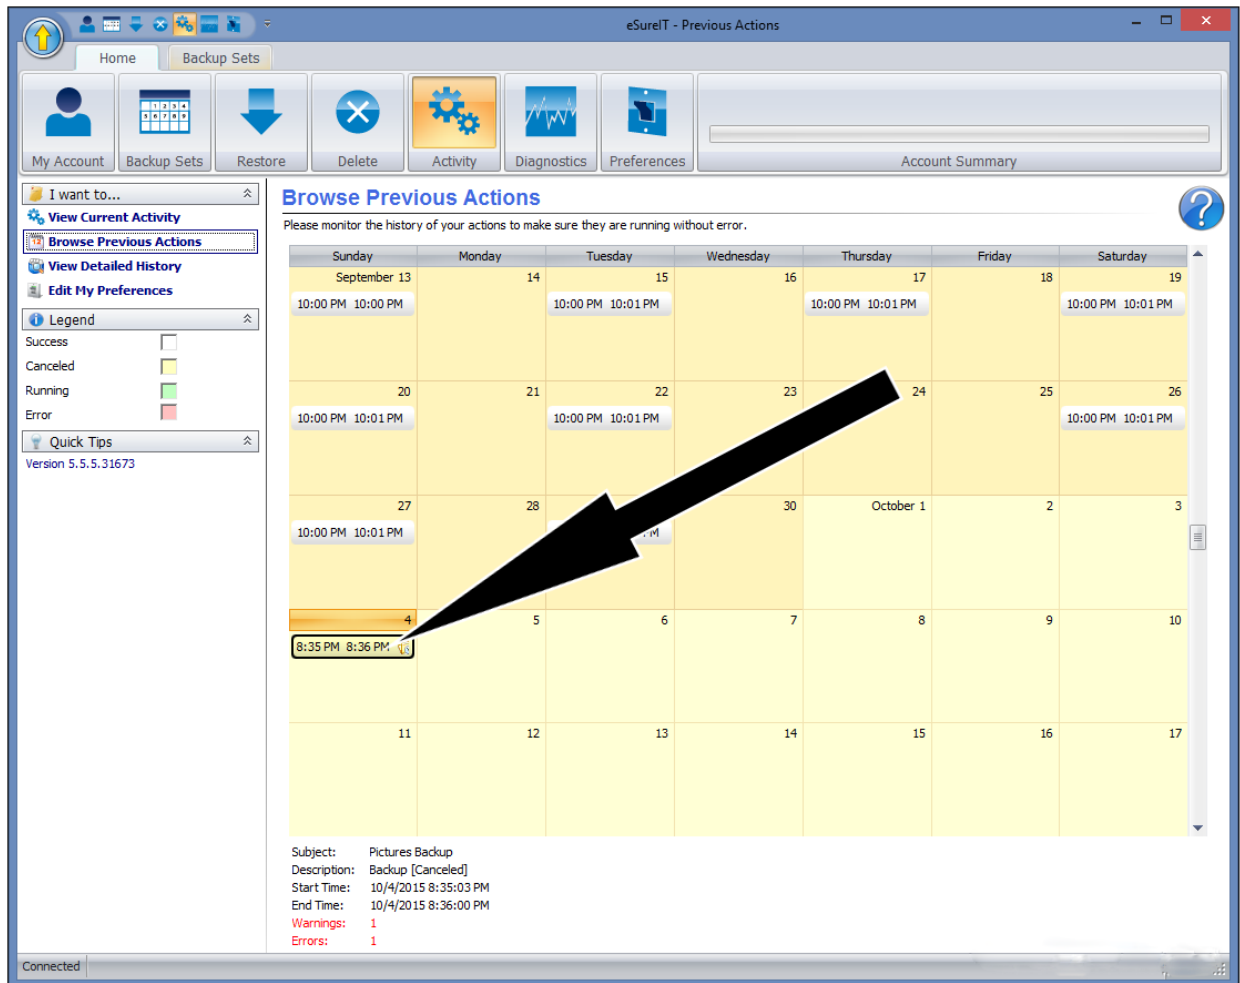 eSureIT - Previous Actions
Home Backup Sets
1 2 3 4
5 6 7 8 9
My Account Backup Sets Restore Delete Activity Diagnostics Preferences Account Summary
I want to...
View Current Activity
Browse Previous Actions
View Detailed History
Edit My Preferences
Legend
Success
Canceled
Running
Error
Quick Tips
Version 5.5.5.31673
Browse Previous Actions
Please monitor the history of your actions to make sure they are running without error.
Sunday Monday Tuesday Wednesday Thursday Friday Saturday
September 13 14 15 16 17 18 19
10:00 PM 10:00 PM 10:00 PM 10:01 PM 10:00 PM 10:01 PM 10:00 PM 10:01 PM
20 21 22 23 24 25 26
10:00 PM 10:01 PM 10:00 PM 10:01 PM 10:00 PM 10:01 PM
27 28 30 October 1 2 3
10:00 PM 10:01 PM
4 5 6 7 8 9 10
8:35 PM 8:36 PM
11 12 13 14 15 16 17
Subject: Pictures Backup
Description: Backup [Canceled]
Start Time: 10/4/2015 8:35:03 PM
End Time: 10/4/2015 8:36:00 PM
Warnings: 1
Errors: 1
Connected